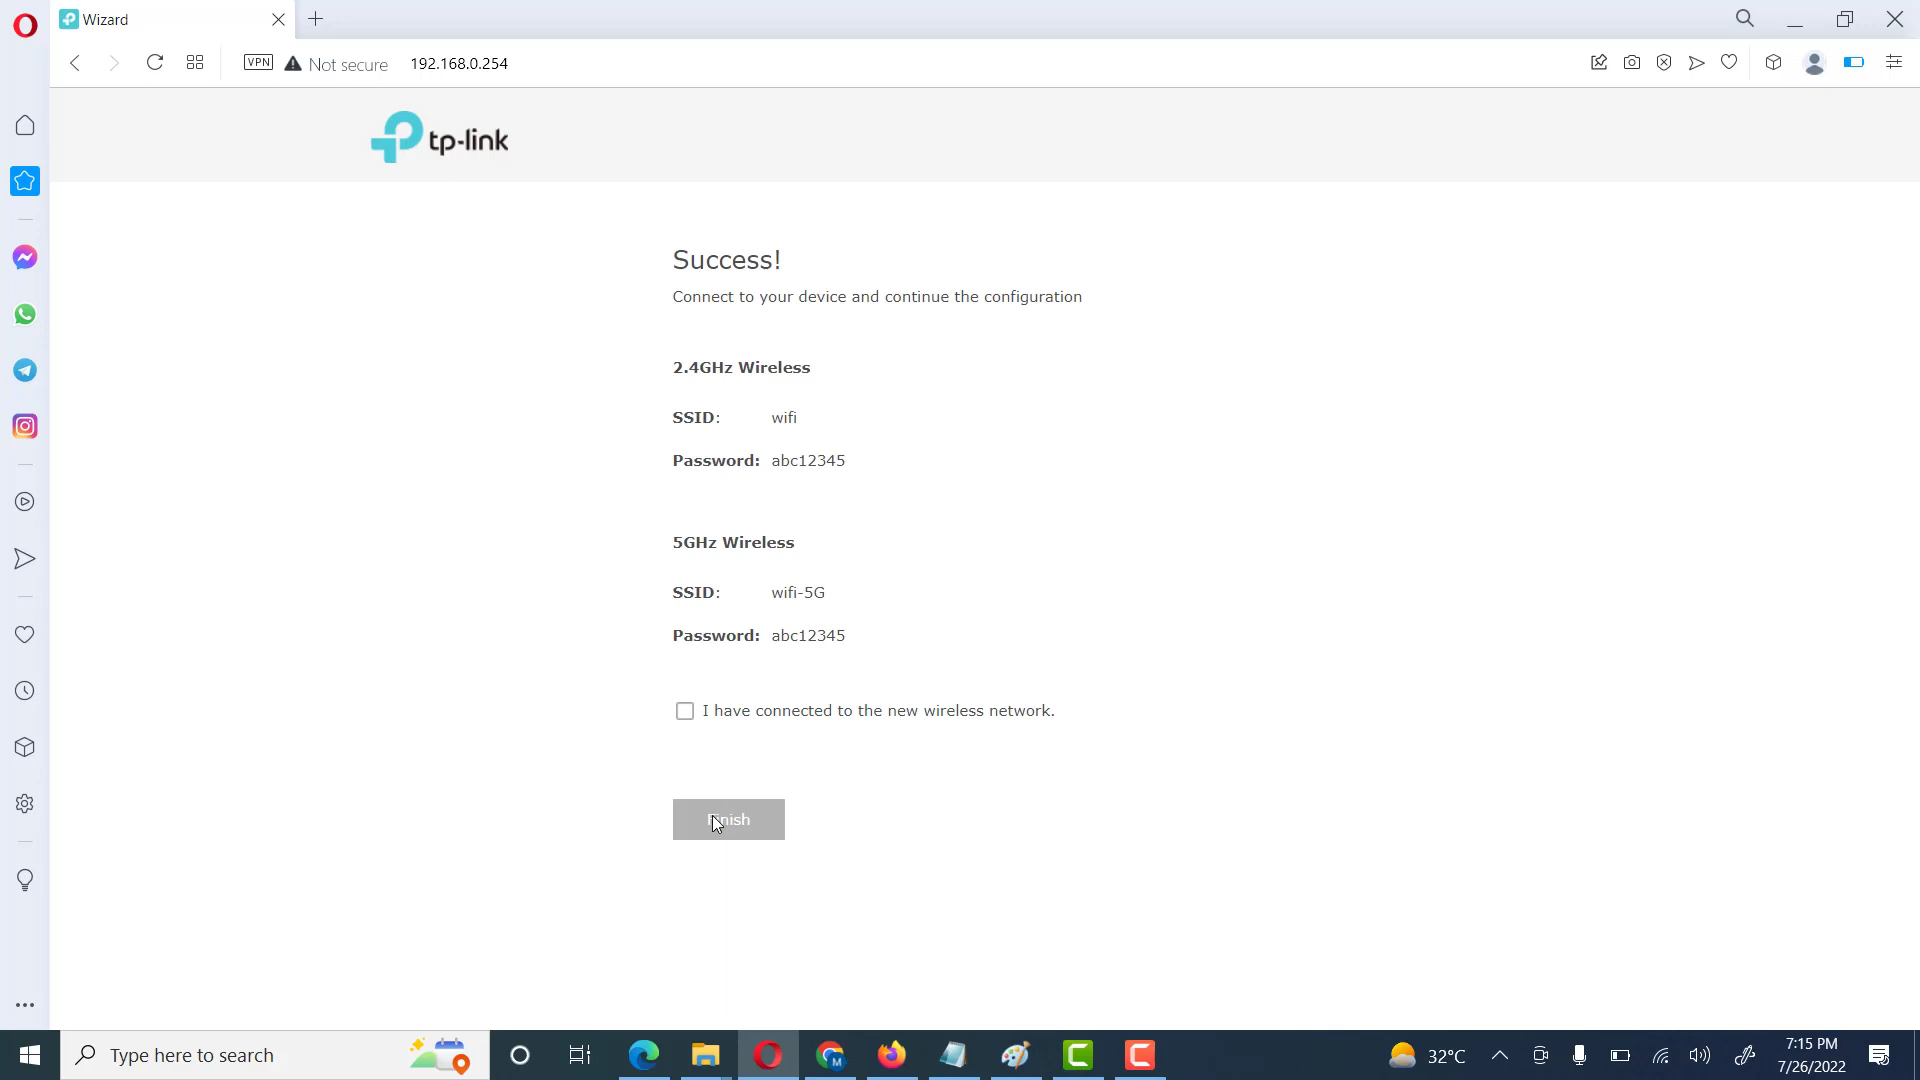 Wizard
VPN Not secure 192.168.0.254
tp-link
Success!
Connect to your device and continue the configuration
2.4GHz Wireless
SSID: wifi
Password: abc12345
5GHz Wireless
SSID: wifi-5G
Password: abc12345
I have connected to the new wireless network.
Finish
Type here to search
M
32°C
7:15 PM
7/26/2022